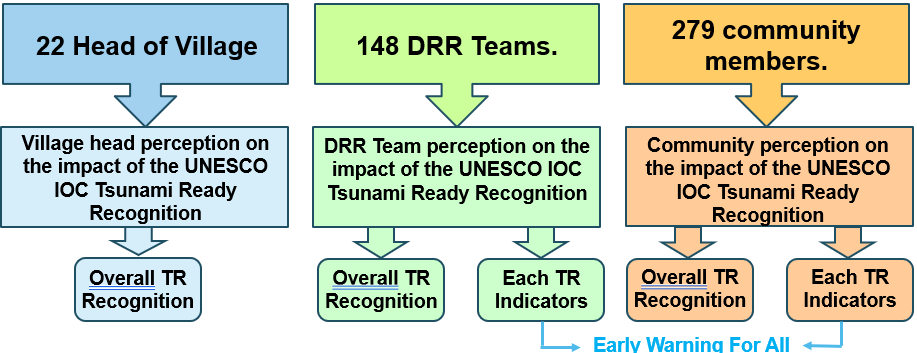 22 Head of Village
148 DRR Teams.
279 community
members.
Village head perception on
the impact of the UNESCO
IOC Tsunami Ready
Recognition
DRR Team perception on the
impact of the UNESCO IOC
Tsunami Ready Recognition
Community perception on
the impact of the UNESCO
IOC Tsunami Ready
Recognition
Overall TR
Recognition
Overall TR
Recognition
Each TR
Indicators
Overall TR
Recognition
Each TR
Indicators
Early Warning For All